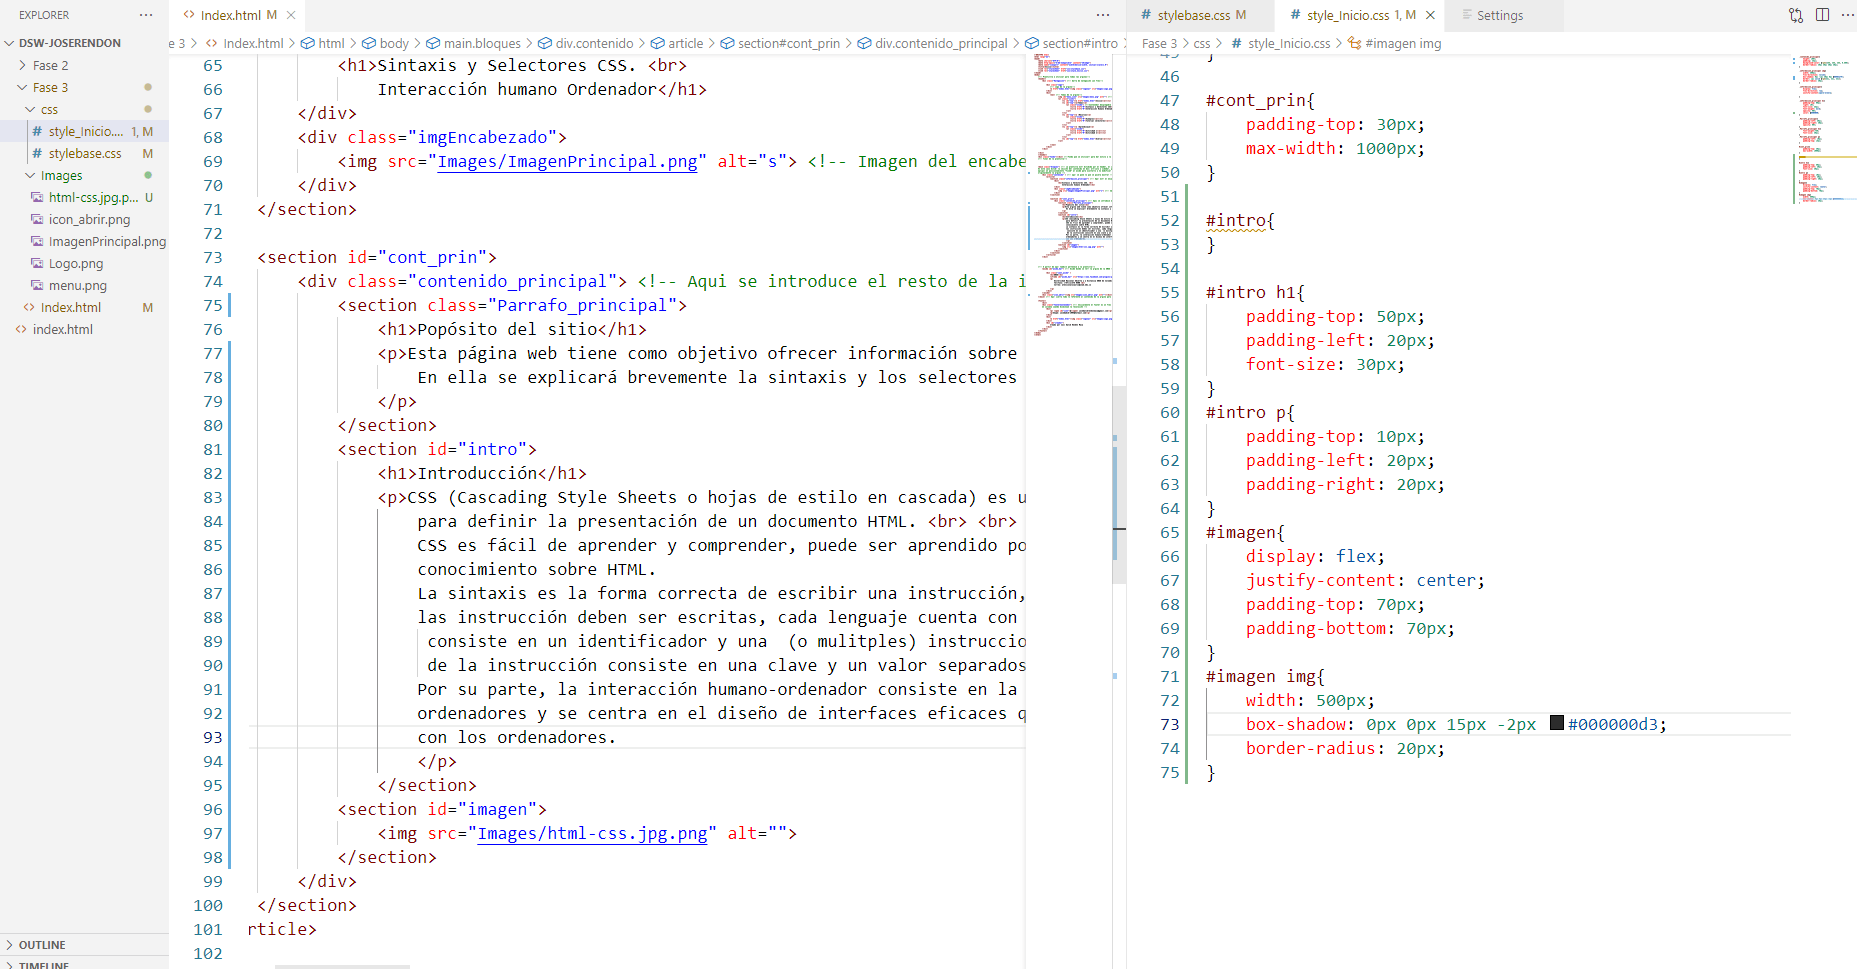 EXPLORER
DSW-JOSERENDON
Fase 2
Fase 3
css
style_Inicio.... 1, M
stylebase.css M
Images
html-css.jpg.p... U
icon_abrir.png
ImagenPrincipal.png
Logo.png
menu.png
Index.html M
index.html
OUTLINE
TIMELINE
Index.html M
e 3 > Index.html > html > body > main.bloques > div.contenido > article > section#cont_prin > div.contenido_principal > section#intro
65 <h1>Sintaxis y Selectores CSS. <br>
66 Interacción humano Ordenador</h1>
67 </div>
68 <div class="imgEncabezado">
69 <img src="Images/ImagenPrincipal.png" alt="s"> <!-- Imagen del encabe
70 </div>
71 </section>
72
73 <section id="cont_prin">
74 <div class="contenido_principal"> <!-- Aqui se introduce el resto de la i
75 <section class="Parrafo_principal">
76 <h1>Popósito del sitio</h1>
77 <p>Esta página web tiene como objetivo ofrecer información sobre
78 En ella se explicará brevemente la sintaxis y los selectores
79 </p>
80 </section>
81 <section id="intro">
82 <h1>Introducción</h1>
83 <p>CSS (Cascading Style Sheets o hojas de estilo en cascada) es u
84 para definir la presentación de un documento HTML. <br> <br>
85 CSS es fácil de aprender y comprender, puede ser aprendido po
86 conocimiento sobre HTML.
87 La sintaxis es la forma correcta de escribir una instrucción,
88 las instrucción deben ser escritas, cada lenguaje cuenta con
89 consiste en un identificador y una  (o mulitples) instruccio
90 de la instrucción consiste en una clave y un valor separados
91 Por su parte, la interacción humano-ordenador consiste en la
92 ordenadores y se centra en el diseño de interfaces eficaces q
93 con los ordenadores.
94 </p>
95 </section>
96 <section id="imagen">
97 <img src="Images/html-css.jpg.png" alt="">
98 </section>
99 </div>
100 </section>
101 rticle>
102
stylebase.css M
style_Inicio.css 1, M
Settings
Fase 3 > css > style_Inicio.css > #imagen img
45 }
46
47 #cont_prin{
48 padding-top: 30px;
49 max-width: 1000px;
50 }
51
52 #intro{
53 }
54
55 #intro h1{
56 padding-top: 50px;
57 padding-left: 20px;
58 font-size: 30px;
59 }
60 #intro p{
61 padding-top: 10px;
62 padding-left: 20px;
63 padding-right: 20px;
64 }
65 #imagen{
66 display: flex;
67 justify-content: center;
68 padding-top: 70px;
69 padding-bottom: 70px;
70 }
71 #imagen img{
72 width: 500px;
73 box-shadow: 0px 0px 15px -2px #000000d3;
74 border-radius: 20px;
75 }